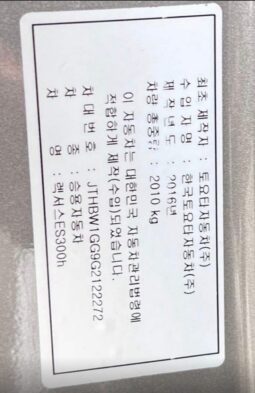 최초 제작자 : 토요타자동차(주)
수 입 자 명 : 한국토요타자동차(주)
제 작 년 도 : 2016년
차량 총중량 : 2010 kg
이 자동차는 대한민국 자동차관리법령에
적합하게 제작(수입)되었습니다.
차 대 번 호 : JTHBW1GG9G2122272
차 종 : 승용자동차
차 명 : 렉서스ES300h